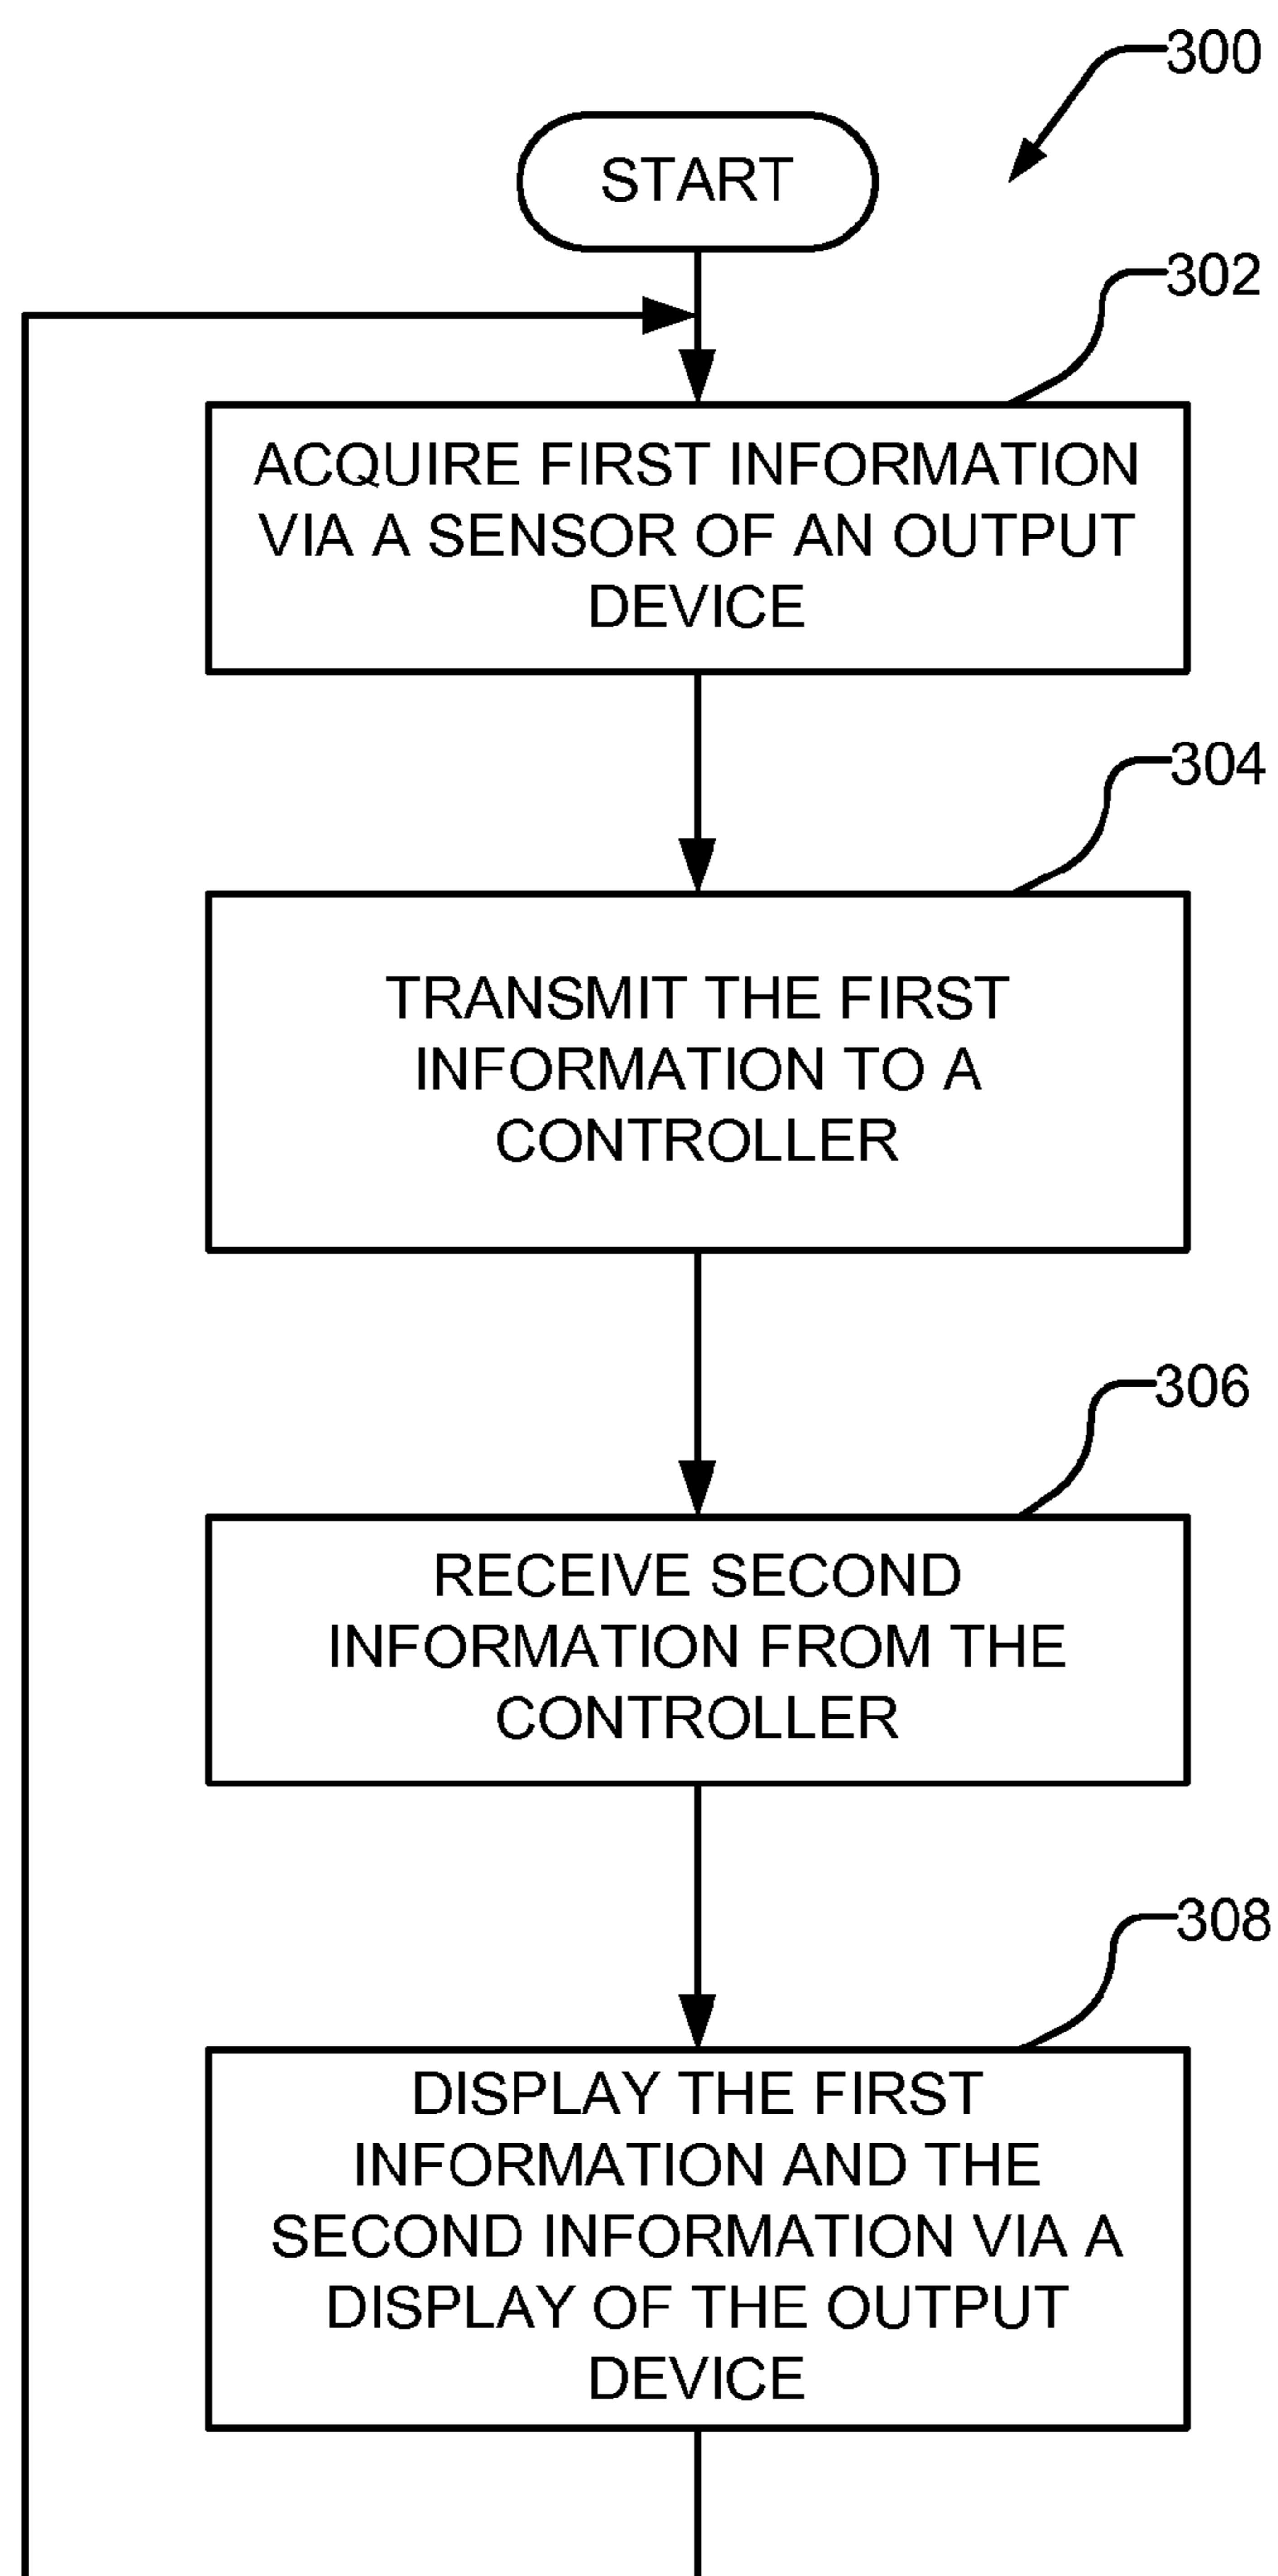 300
START
302
ACQUIRE FIRST INFORMATION
VIA A SENSOR OF AN OUTPUT
DEVICE
304
TRANSMIT THE FIRST
INFORMATION TO A
CONTROLLER
306
RECEIVE SECOND
INFORMATION FROM THE
CONTROLLER
308
DISPLAY THE FIRST
INFORMATION AND THE
SECOND INFORMATION VIA A
DISPLAY OF THE OUTPUT
DEVICE